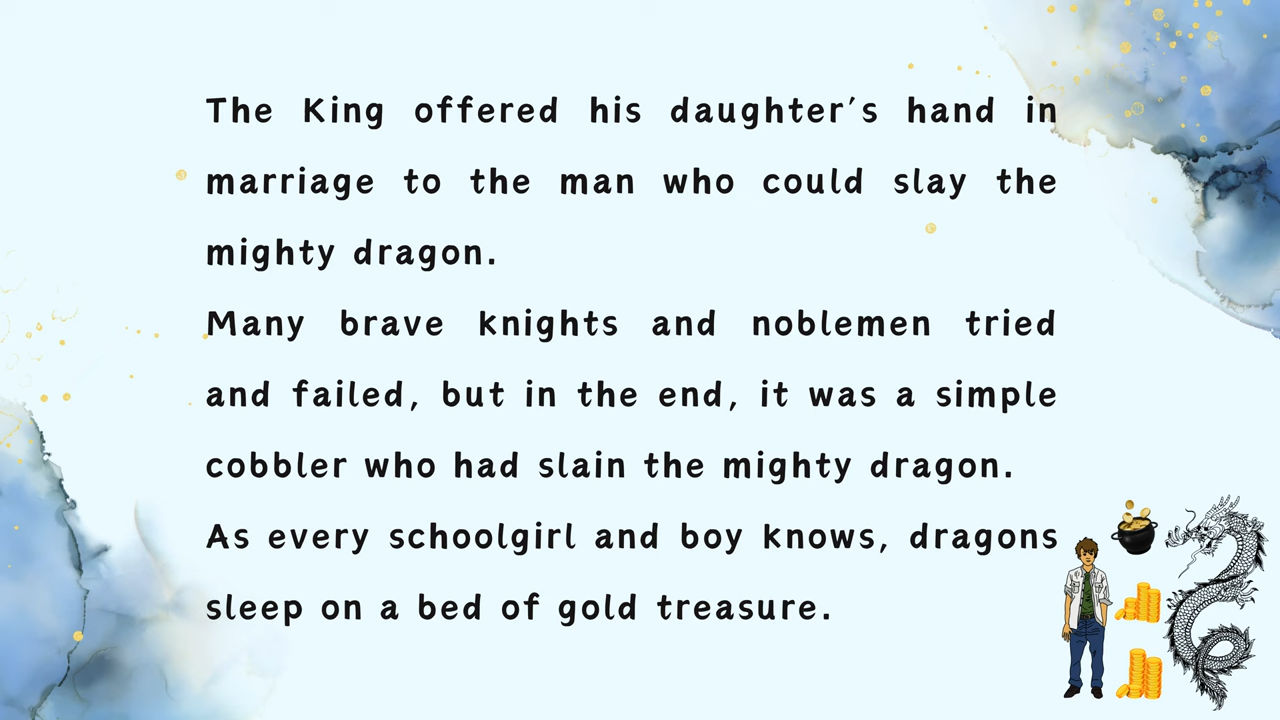 The King offered his daughter's hand in
marriage to the man who could slay the
mighty dragon.
Many brave knights and noblemen tried
and failed, but in the end, it was a simple
cobbler who had slain the mighty dragon.
As every schoolgirl and boy knows, dragons
sleep on a bed of gold treasure.